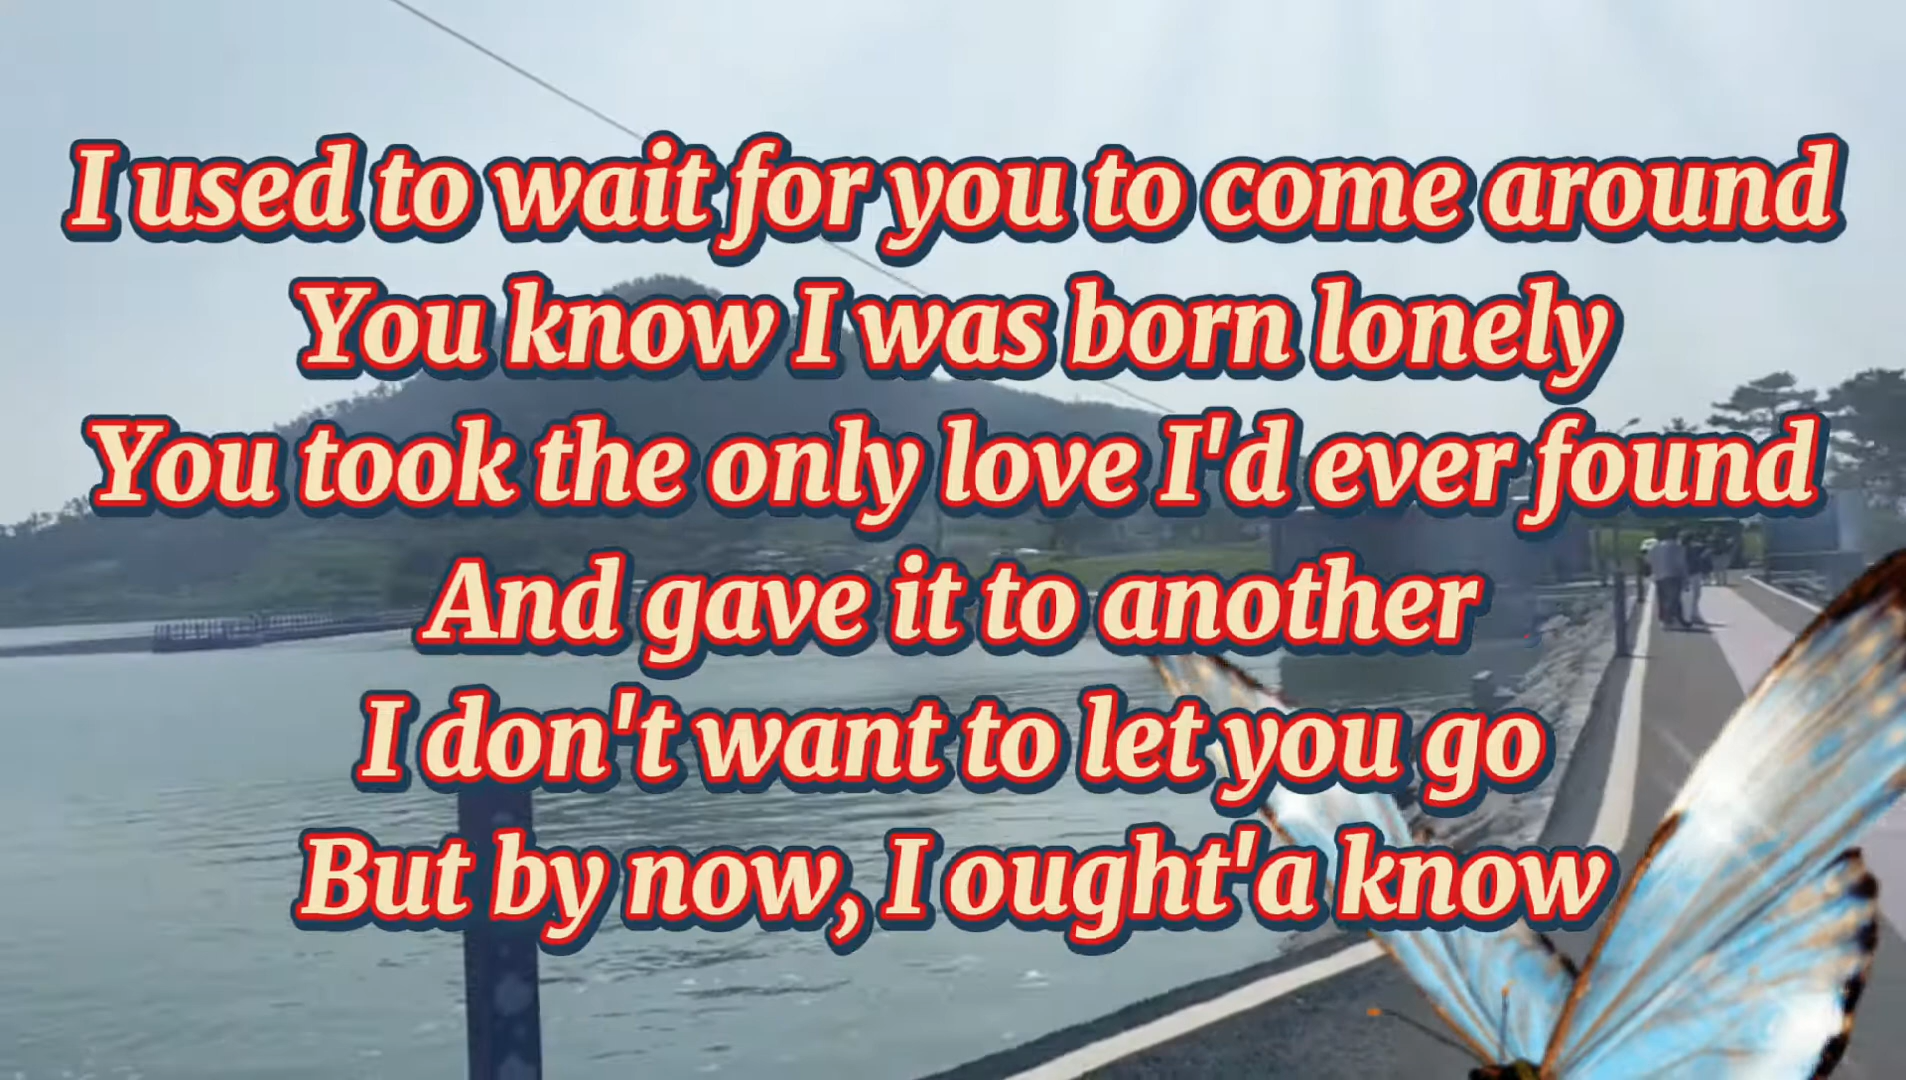 I used to wait for you to come around
You know I was born lonely
You took the only love I'd ever found
And gave it to another
I don't want to let you go
But by now, I ought'a know